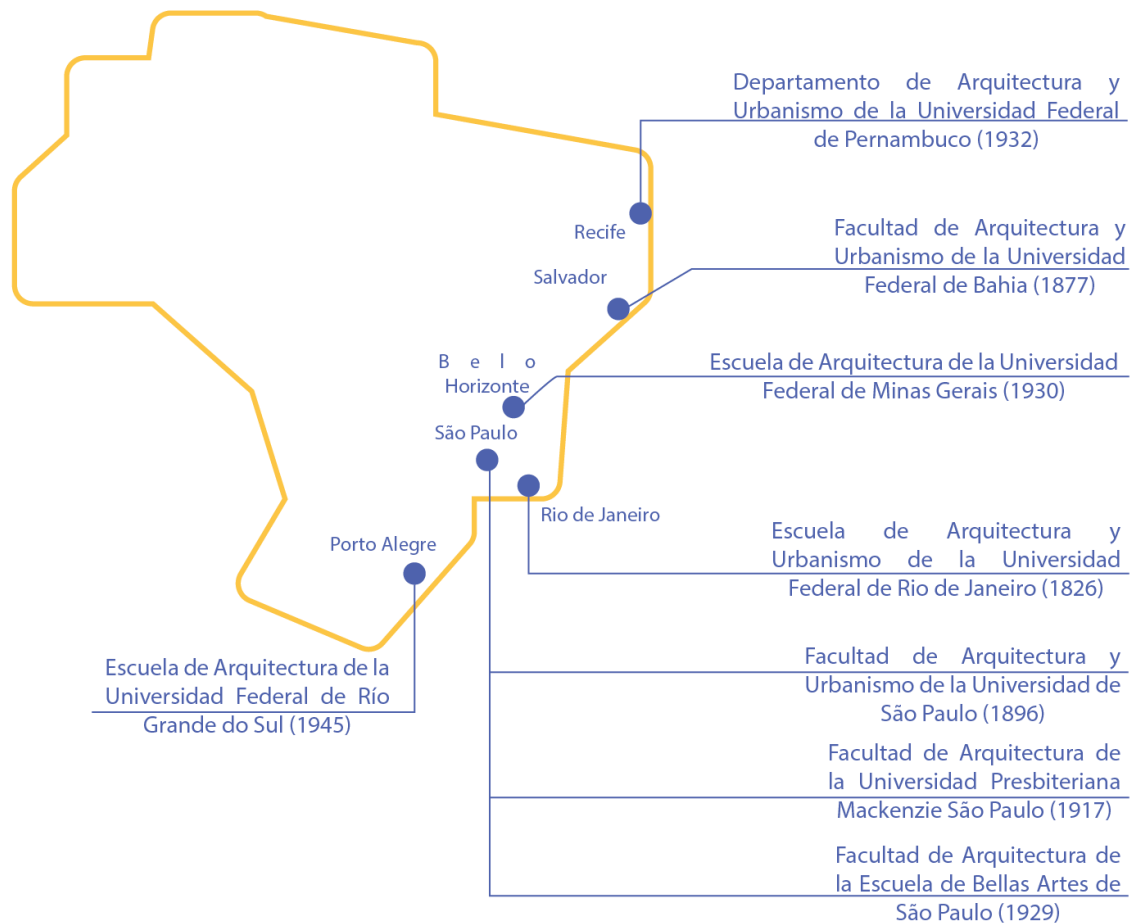 Departamento de Arquitectura y
Urbanismo de la Universidad Federal
de Pernambuco (1932)
Recife
Facultad de Arquitectura y
Urbanismo de la Universidad
Federal de Bahia (1877)
Salvador
Belo
Horizonte
Escuela de Arquitectura de la Universidad
Federal de Minas Gerais (1930)
São Paulo
Rio de Janeiro
Porto Alegre
Escuela de Arquitectura y
Urbanismo de la Universidad
Federal de Rio de Janeiro (1826)
Escuela de Arquitectura de la
Universidad Federal de Río
Grande do Sul (1945)
Facultad de Arquitectura y
Urbanismo de la Universidad de
São Paulo (1896)
Facultad de Arquitectura de
la Universidad Presbiteriana
Mackenzie São Paulo (1917)
Facultad de Arquitectura de
la Escuela de Bellas Artes de
São Paulo (1929)